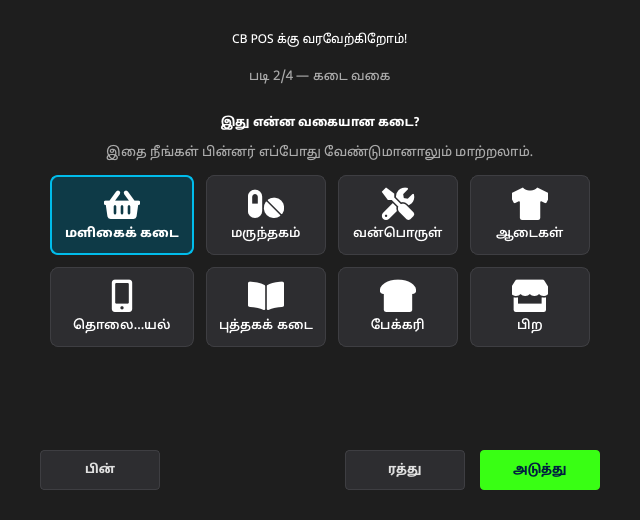 CB POS க்கு வரவேற்கிறோம்!
படி 2/4 — கடை வகை
இது என்ன வகையான கடை?
இதை நீங்கள் பின்னர் எப்போது வேண்டுமானாலும் மாற்றலாம்.
மளிகைக் கடை
மருந்தகம்
வன்பொருள்
ஆடைகள்
தொலை...யல்
புத்தகக் கடை
பேக்கரி
பிற
பின்
ரத்து
அடுத்து